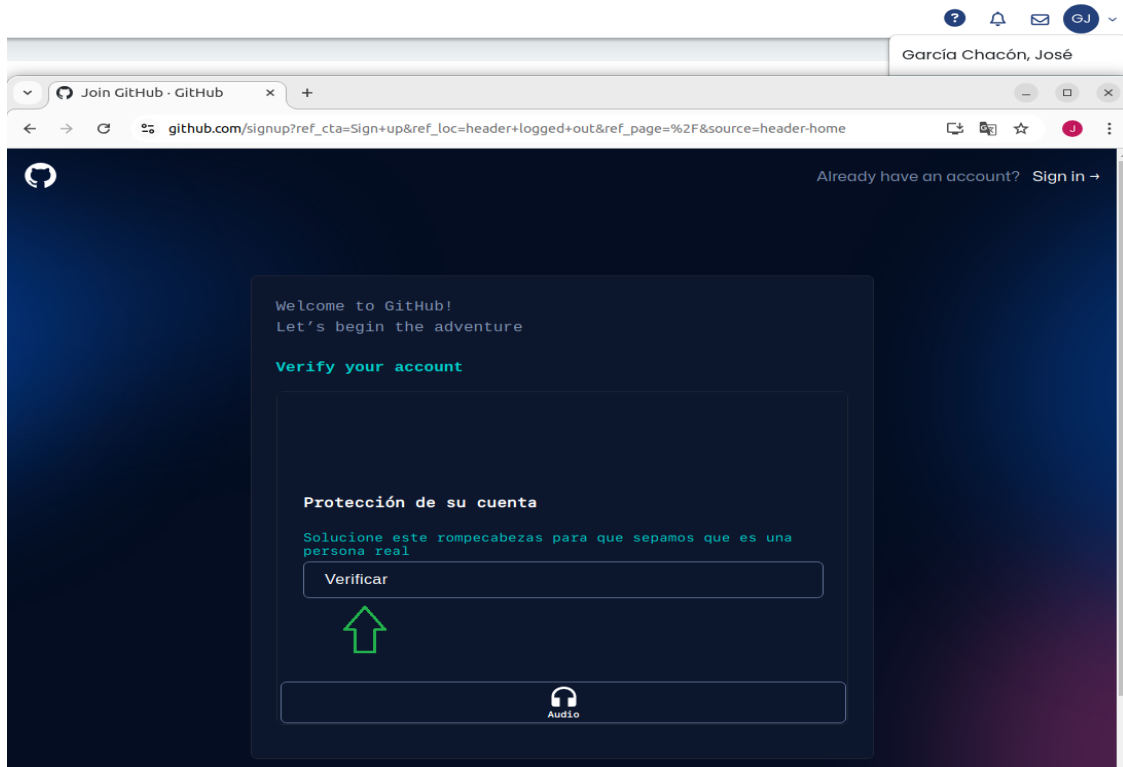 GJ
García Chacón, José
Join GitHub · GitHub
github.com/signup?ref_cta=Sign+up&ref_loc=header+logged+out&ref_page=%2F&source=header-home
J
Already have an account? Sign in →
Welcome to GitHub!
Let's begin the adventure
Verify your account
Protección de su cuenta
Solucione este rompecabezas para que sepamos que es una
persona real
Verificar
Audio